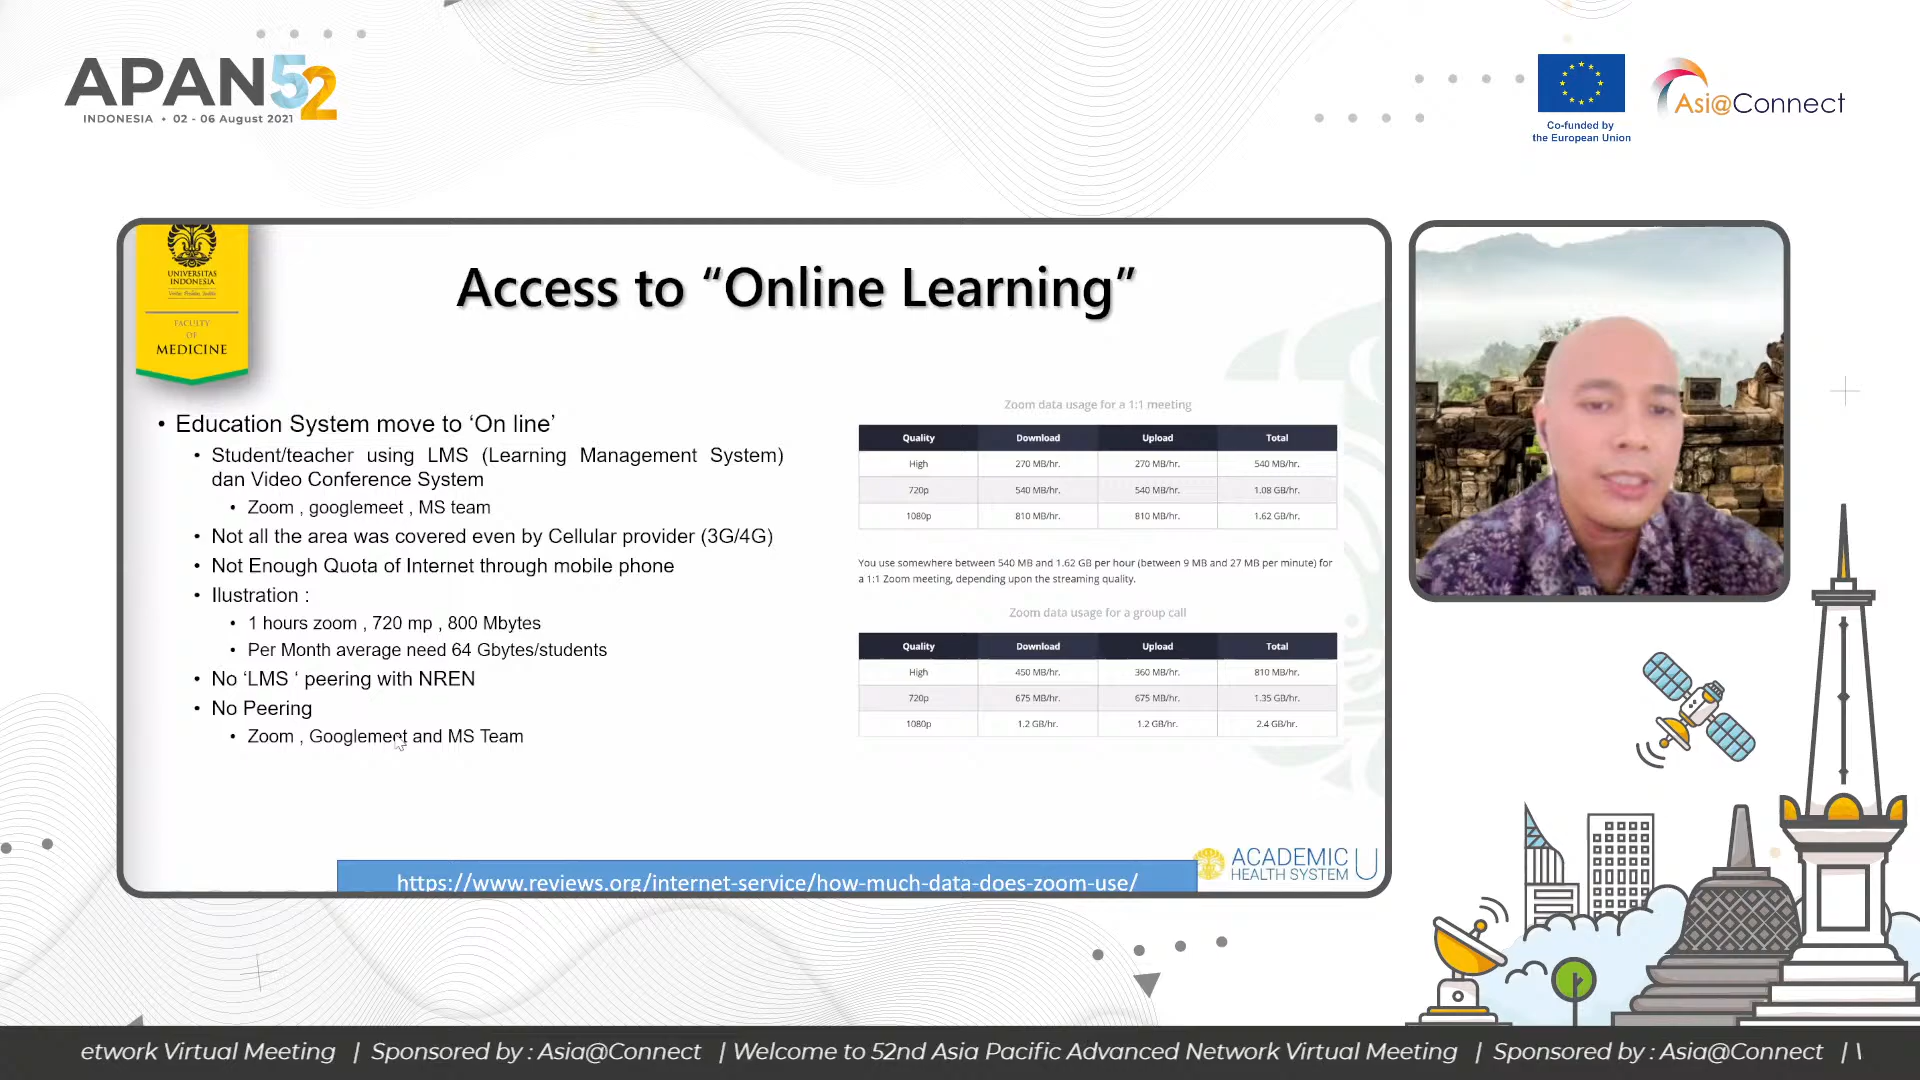 APAN52
INDONESIA • 02 - 06 August 2021
Co-funded by
the European Union
Asi@Connect
UNIVERSITAS
INDONESIA
FACULTY
OF
MEDICINE
Access to “Online Learning”
• Education System move to ‘On line’
• Student/teacher using LMS (Learning Management System)
dan Video Conference System
• Zoom , googlemeet , MS team
• Not all the area was covered even by Cellular provider (3G/4G)
• Not Enough Quota of Internet through mobile phone
• Ilustration :
• 1 hours zoom , 720 mp , 800 Mbytes
• Per Month average need 64 Gbytes/students
• No ‘LMS ‘ peering with NREN
• No Peering
• Zoom , Googlemeet and MS Team
Zoom data usage for a 1:1 meeting
Quality Download Upload Total
High 270 MB/hr. 270 MB/hr. 540 MB/hr.
720p 540 MB/hr. 540 MB/hr. 1.08 GB/hr.
1080p 810 MB/hr. 810 MB/hr. 1.62 GB/hr.
You use somewhere between 540 MB and 1.62 GB per hour (between 9 MB and 27 MB per minute) for
a 1:1 Zoom meeting, depending upon the streaming quality.
Zoom data usage for a group call
Quality Download Upload Total
High 450 MB/hr. 360 MB/hr. 810 MB/hr.
720p 675 MB/hr. 675 MB/hr. 1.35 GB/hr.
1080p 1.2 GB/hr. 1.2 GB/hr. 2.4 GB/hr.
https://www.reviews.org/internet-service/how-much-data-does-zoom-use/
ACADEMIC
HEALTH SYSTEM U
etwork Virtual Meeting | Sponsored by : Asia@Connect | Welcome to 52nd Asia Pacific Advanced Network Virtual Meeting | Sponsored by : Asia@Connect |